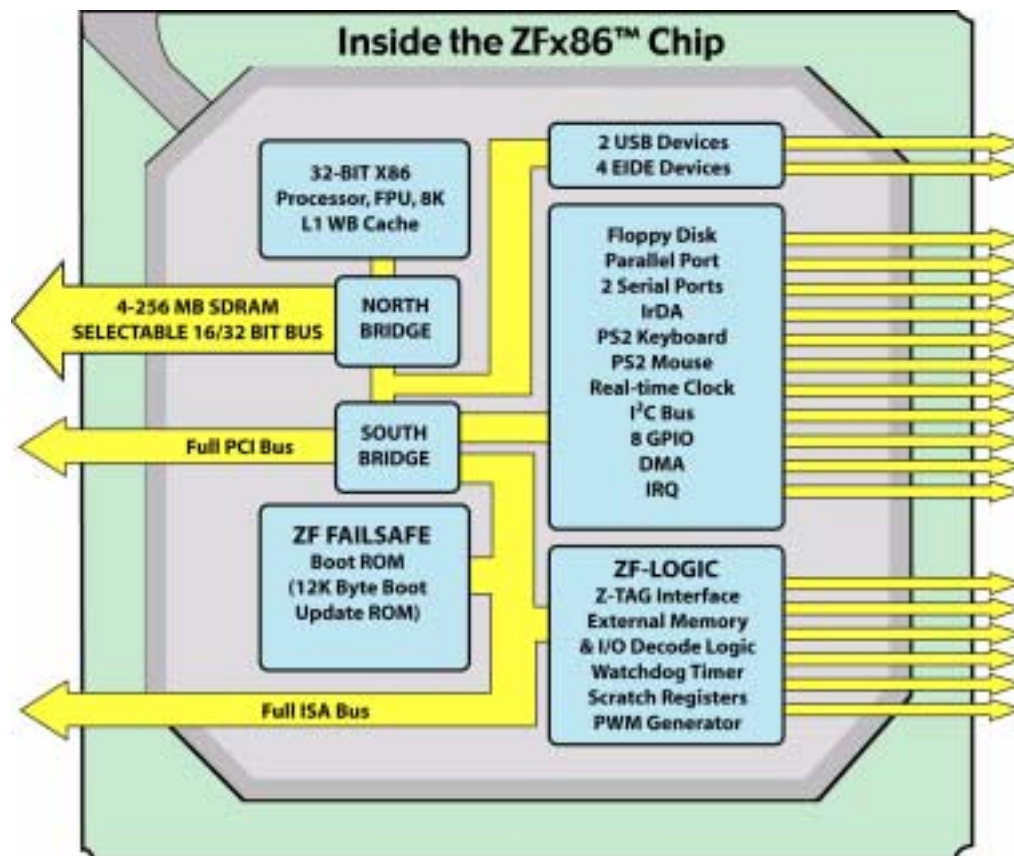 Inside the ZFx86™ Chip
32-BIT X86
Processor, FPU, 8K
L1 WB Cache
2 USB Devices
4 EIDE Devices
4-256 MB SDRAM
SELECTABLE 16/32 BIT BUS
NORTH
BRIDGE
Floppy Disk
Parallel Port
2 Serial Ports
IrDA
PS2 Keyboard
PS2 Mouse
Real-time Clock
I²C Bus
8 GPIO
DMA
IRQ
Full PCI Bus
SOUTH
BRIDGE
ZF FAILSAFE
Boot ROM
(12K Byte Boot
Update ROM)
ZF-LOGIC
Z-TAG Interface
External Memory
& I/O Decode Logic
Watchdog Timer
Scratch Registers
PWM Generator
Full ISA Bus